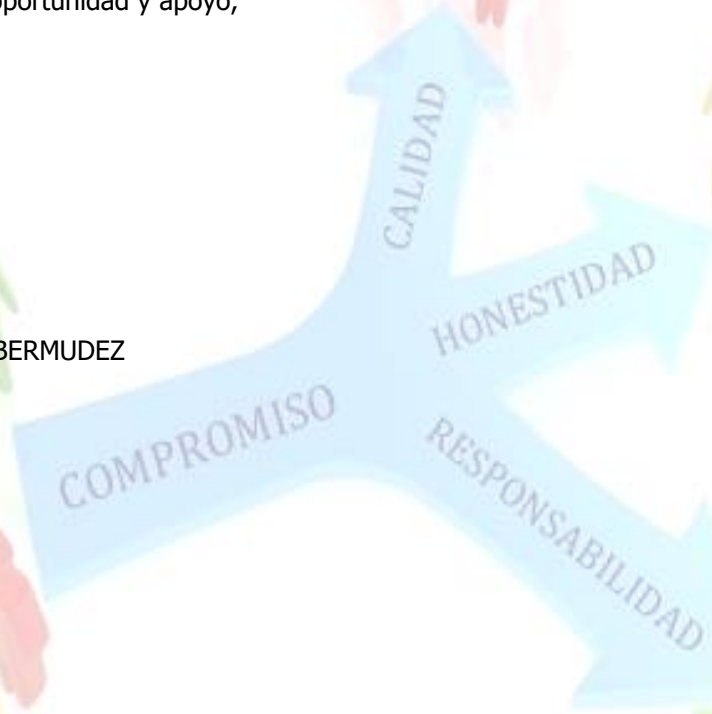 oportunidad y apoyo,
CALIDAD
HONESTIDAD
BERMUDEZ
COMPROMISO
RESPONSABILIDAD